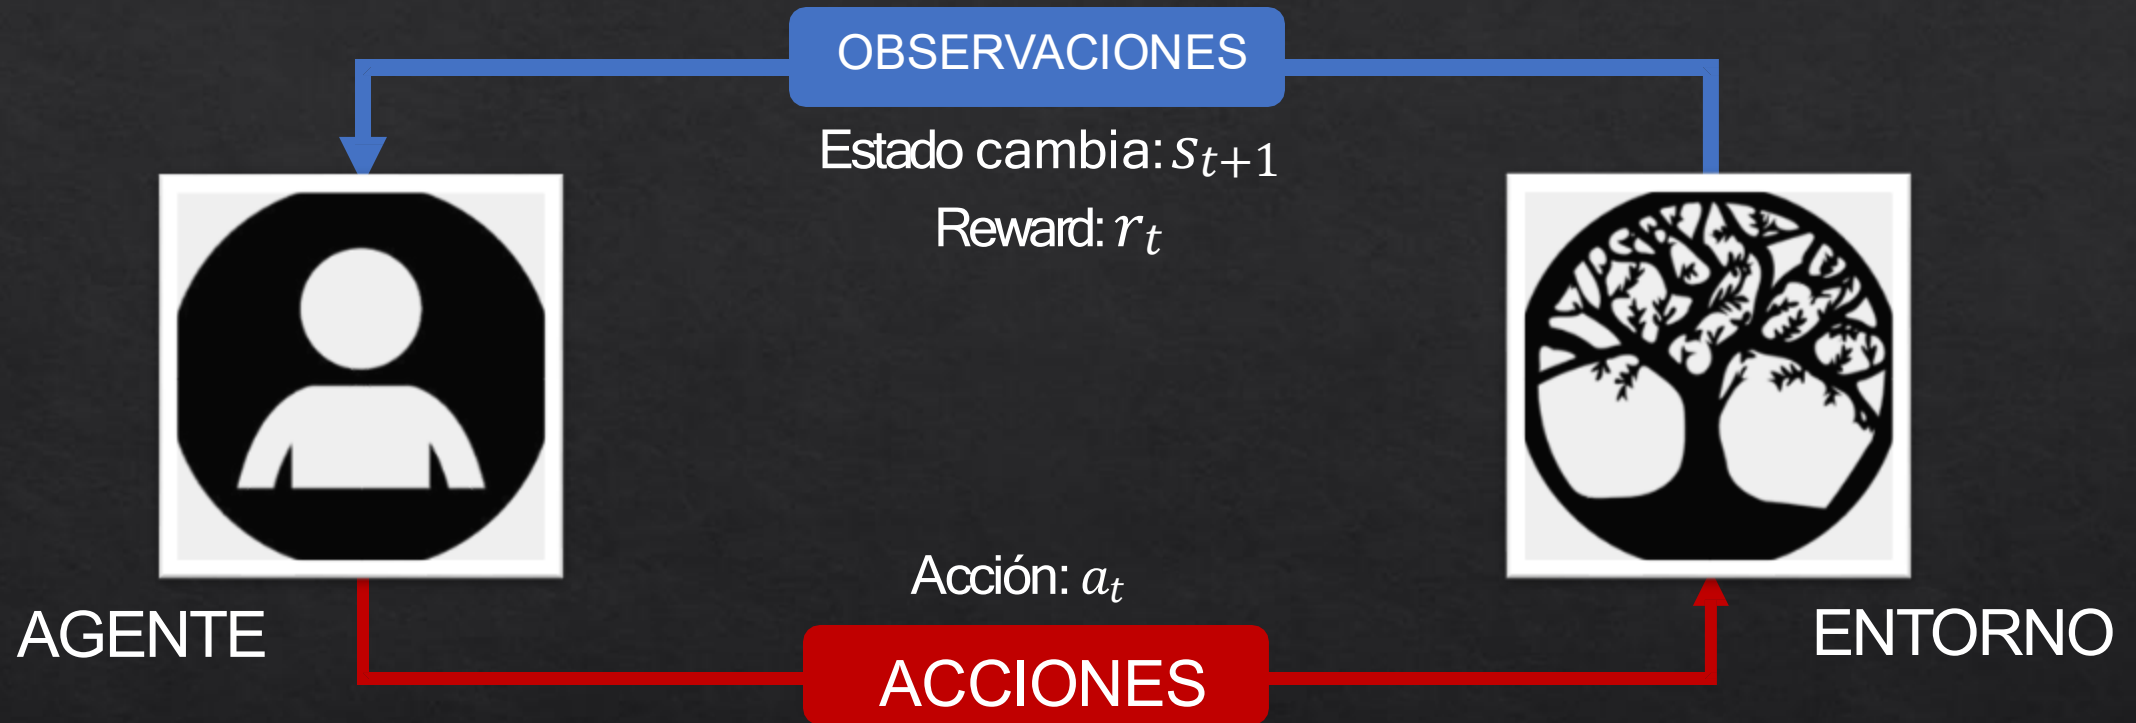 OBSERVACIONES
Estado cambia: s_{t+1}
Reward: r_t
Acción: a_t
AGENTE
ENTORNO
ACCIONES